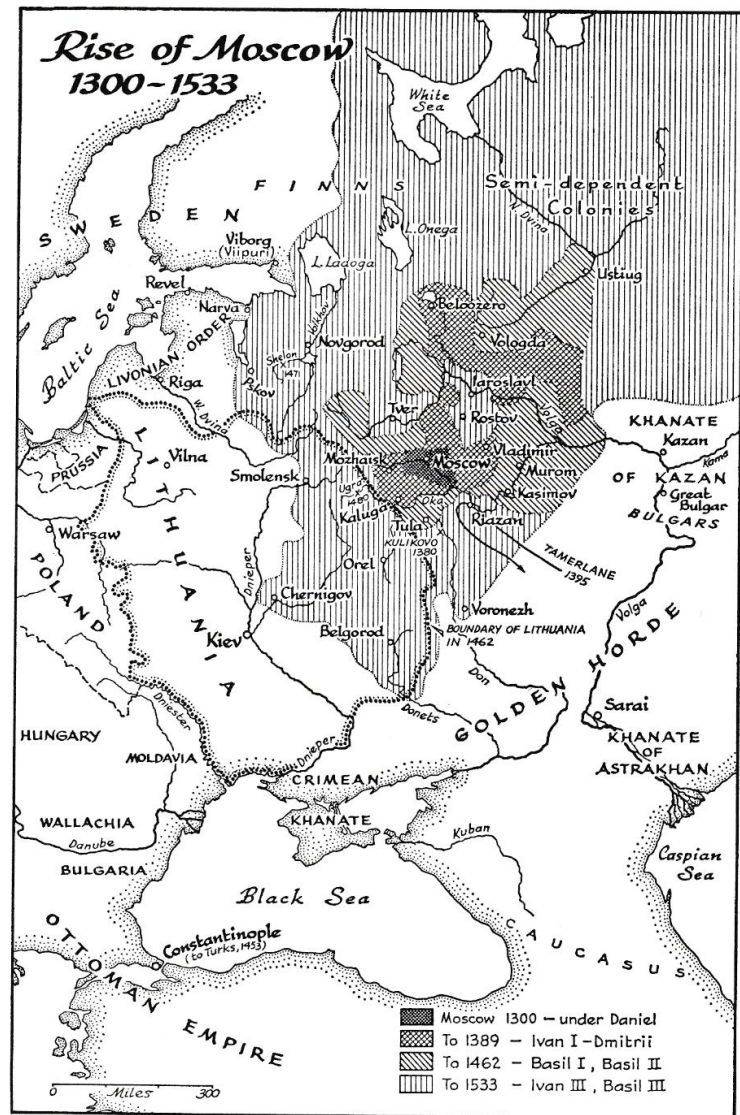 Rise of Moscow
1300-1533
White
Sea
FINNS
Semi-dependent
Colonies
N. Dvina
SWEDEN
L. Onega
Viborg
(Viipuri)
L. Ladoga
Ustiug
Revel
Beloozero
Baltic Sea
Narva
Volkhov
Vologda
Novgorod
LIVONIAN ORDER
Shelon
1471
Pskov
Iaroslavl
Riga
Tver
Rostov
Volga
KHANATE
W. Dvina
Kazan
Vladimir
Kama
PRUSSIA
Vilna
Mozhaisk
Moscow
Murom
OF KAZAN
LITHUANIA
Smolensk
Ugra
1480
Oka
Kasimov
Great
Bulgar
Kaluga
Riazan
BULGARS
Warsaw
Tula
KULIKOVO
1380
TAMERLANE
1395
POLAND
Dnieper
Orel
Chernigov
Voronezh
Volga
Kiev
Belgorod
BOUNDARY OF LITHUANIA
IN 1462
Don
GOLDEN HORDE
Dniester
Donets
Sarai
HUNGARY
KHANATE
OF
ASTRAKHAN
MOLDAVIA
Dnieper
CRIMEAN
KHANATE
WALLACHIA
Danube
Kuban
Caspian
Sea
BULGARIA
Black Sea
CAUCASUS
Constantinople
(to Turks, 1453)
OTTOMAN EMPIRE
Moscow 1300 – under Daniel
To 1389 – Ivan I – Dmitrii
To 1462 – Basil I, Basil II
To 1533 – Ivan III, Basil III
0 300
Miles